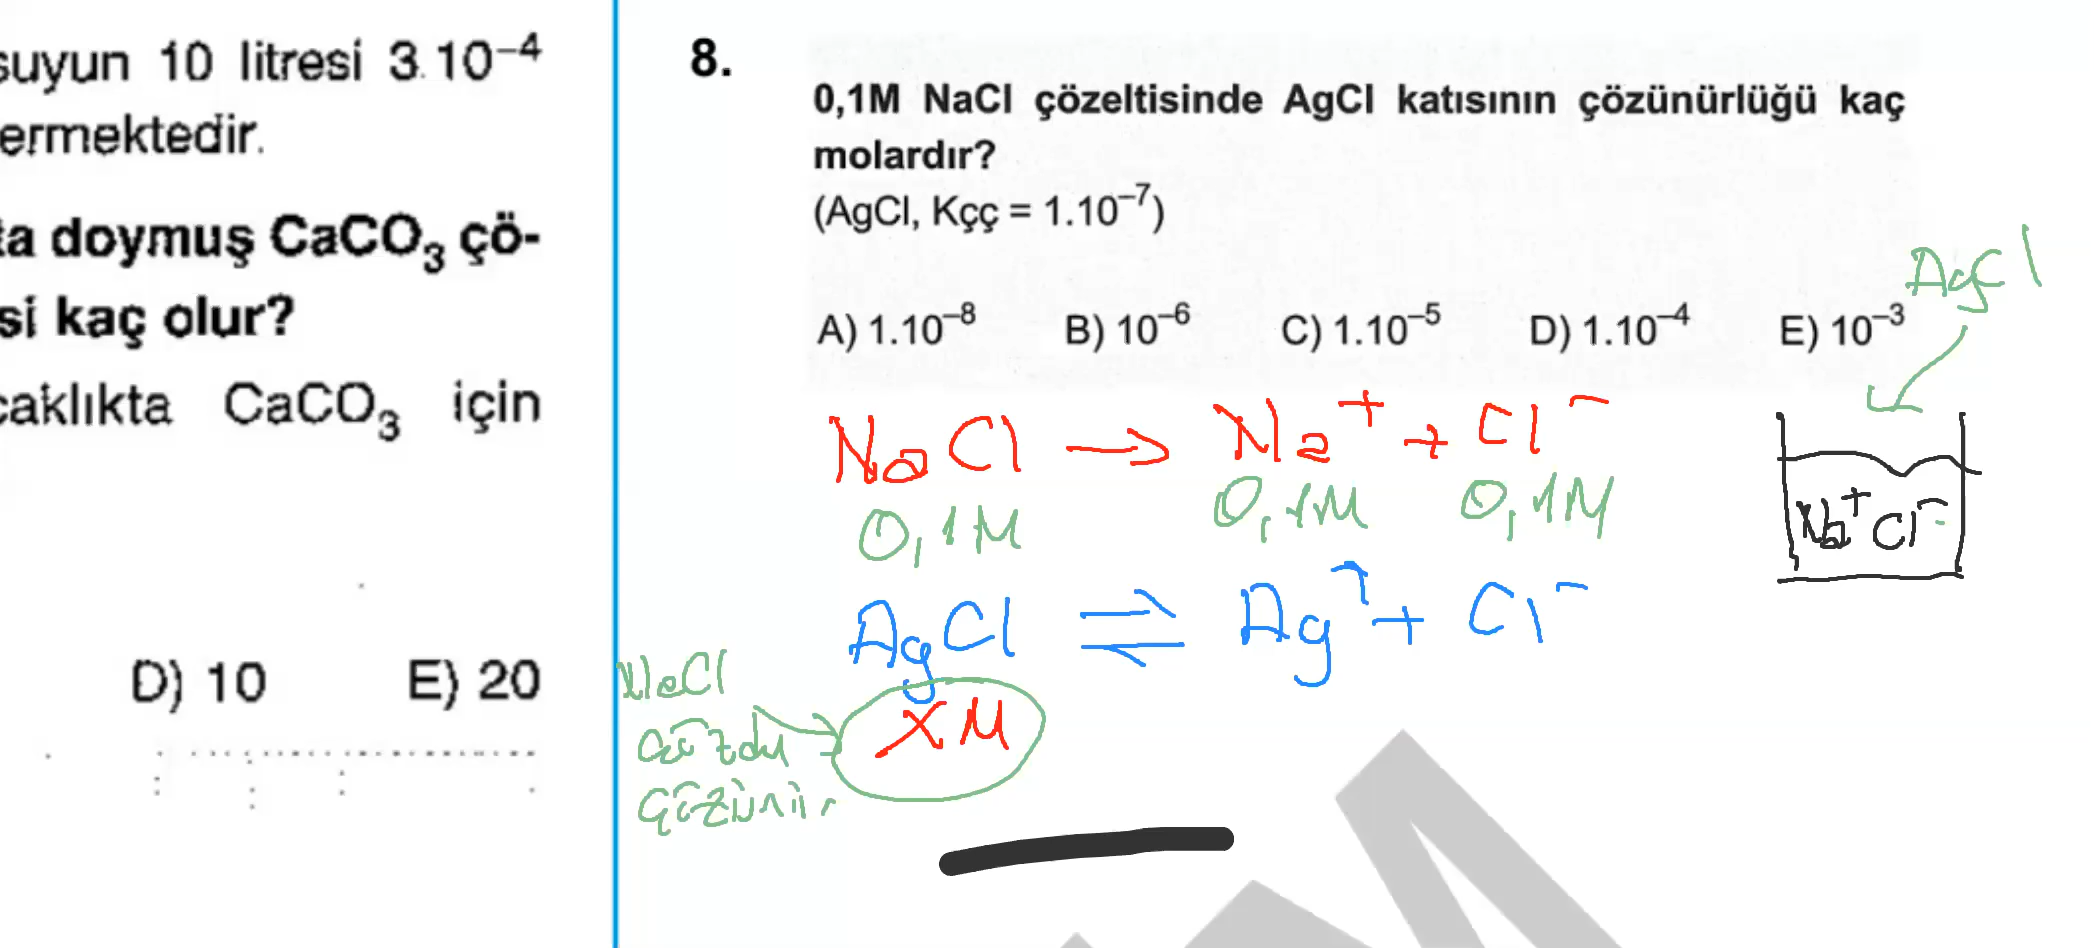 suyun 10 litresi 3.10⁻⁴
ermektedir.
ta doymuş CaCO₃ çö-
si kaç olur?
caklıkta CaCO₃ için
D) 10 E) 20
8.
0,1M NaCl çözeltisinde AgCl katısının çözünürlüğü kaç
molardır?
(AgCl, Kçç = 1.10⁻⁷)
A) 1.10⁻⁸ B) 10⁻⁶ C) 1.10⁻⁵ D) 1.10⁻⁴ E) 10⁻³
AgCl
NaCl → Na⁺ + Cl⁻
0,1M 0,1M 0,1M
Na⁺ Cl⁻
AgCl ⇌ Ag⁺ + Cl⁻
NaCl
XM